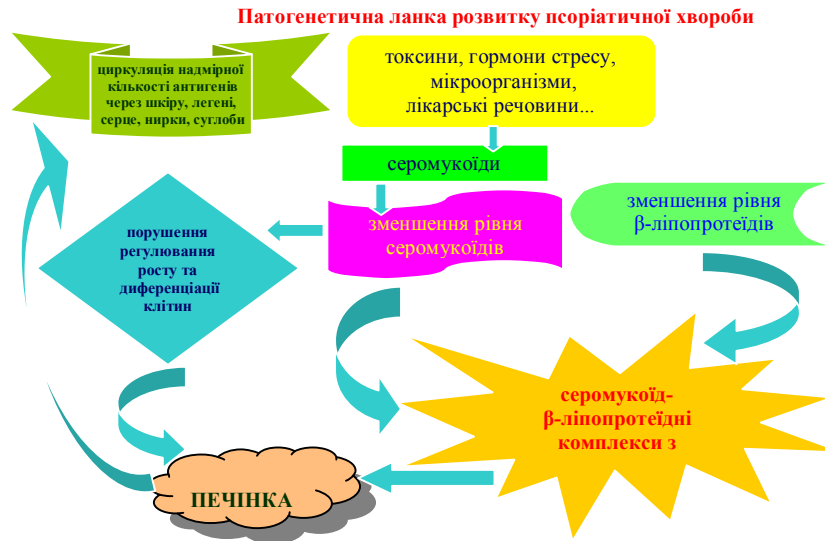 Патогенетична ланка розвитку псоріатичної хвороби
циркуляція надмірної
кількості антигенів
через шкіру, легені,
серце, нирки, суглоби
токсини, гормони стресу,
мікроорганізми,
лікарські речовини...
серомукоїди
зменшення рівня
серомукоїдів
зменшення рівня
β-ліпопротеїдів
порушення
регулювання
росту та
диференціації
клітин
серомукоїд-
β-ліпопротеїдні
комплекси з
ПЕЧІНКА